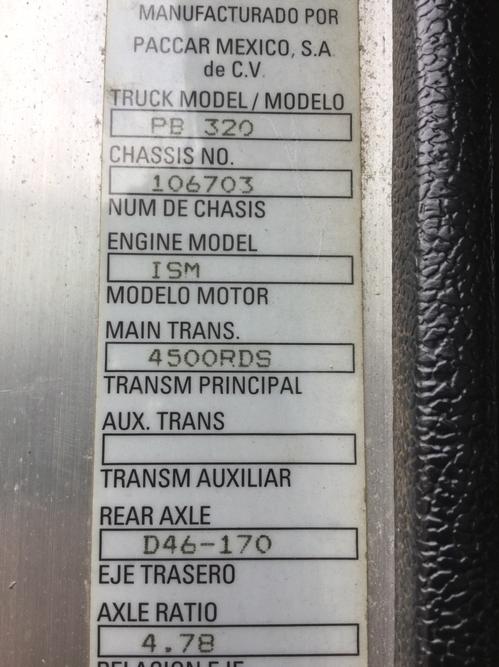 MANUFACTURADO POR
PACCAR MEXICO, S.A.
de C.V.
TRUCK MODEL / MODELO
PB 320
CHASSIS NO.
106703
NUM DE CHASIS
ENGINE MODEL
ISM
MODELO MOTOR
MAIN TRANS.
4500RDS
TRANSM PRINCIPAL
AUX. TRANS
TRANSM AUXILIAR
REAR AXLE
D46-170
EJE TRASERO
AXLE RATIO
4.78
RELACION EJE